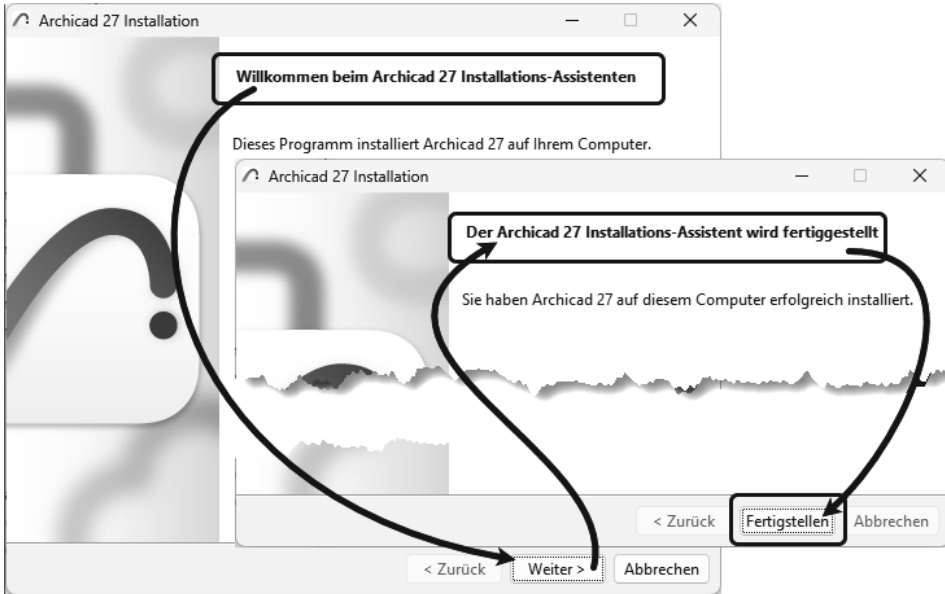 Archicad 27 Installation
Willkommen beim Archicad 27 Installations-Assistenten
Dieses Programm installiert Archicad 27 auf Ihrem Computer.
Archicad 27 Installation
Der Archicad 27 Installations-Assistent wird fertiggestellt
Sie haben Archicad 27 auf diesem Computer erfolgreich installiert.
< Zurück Fertigstellen Abbrechen
< Zurück Weiter > Abbrechen